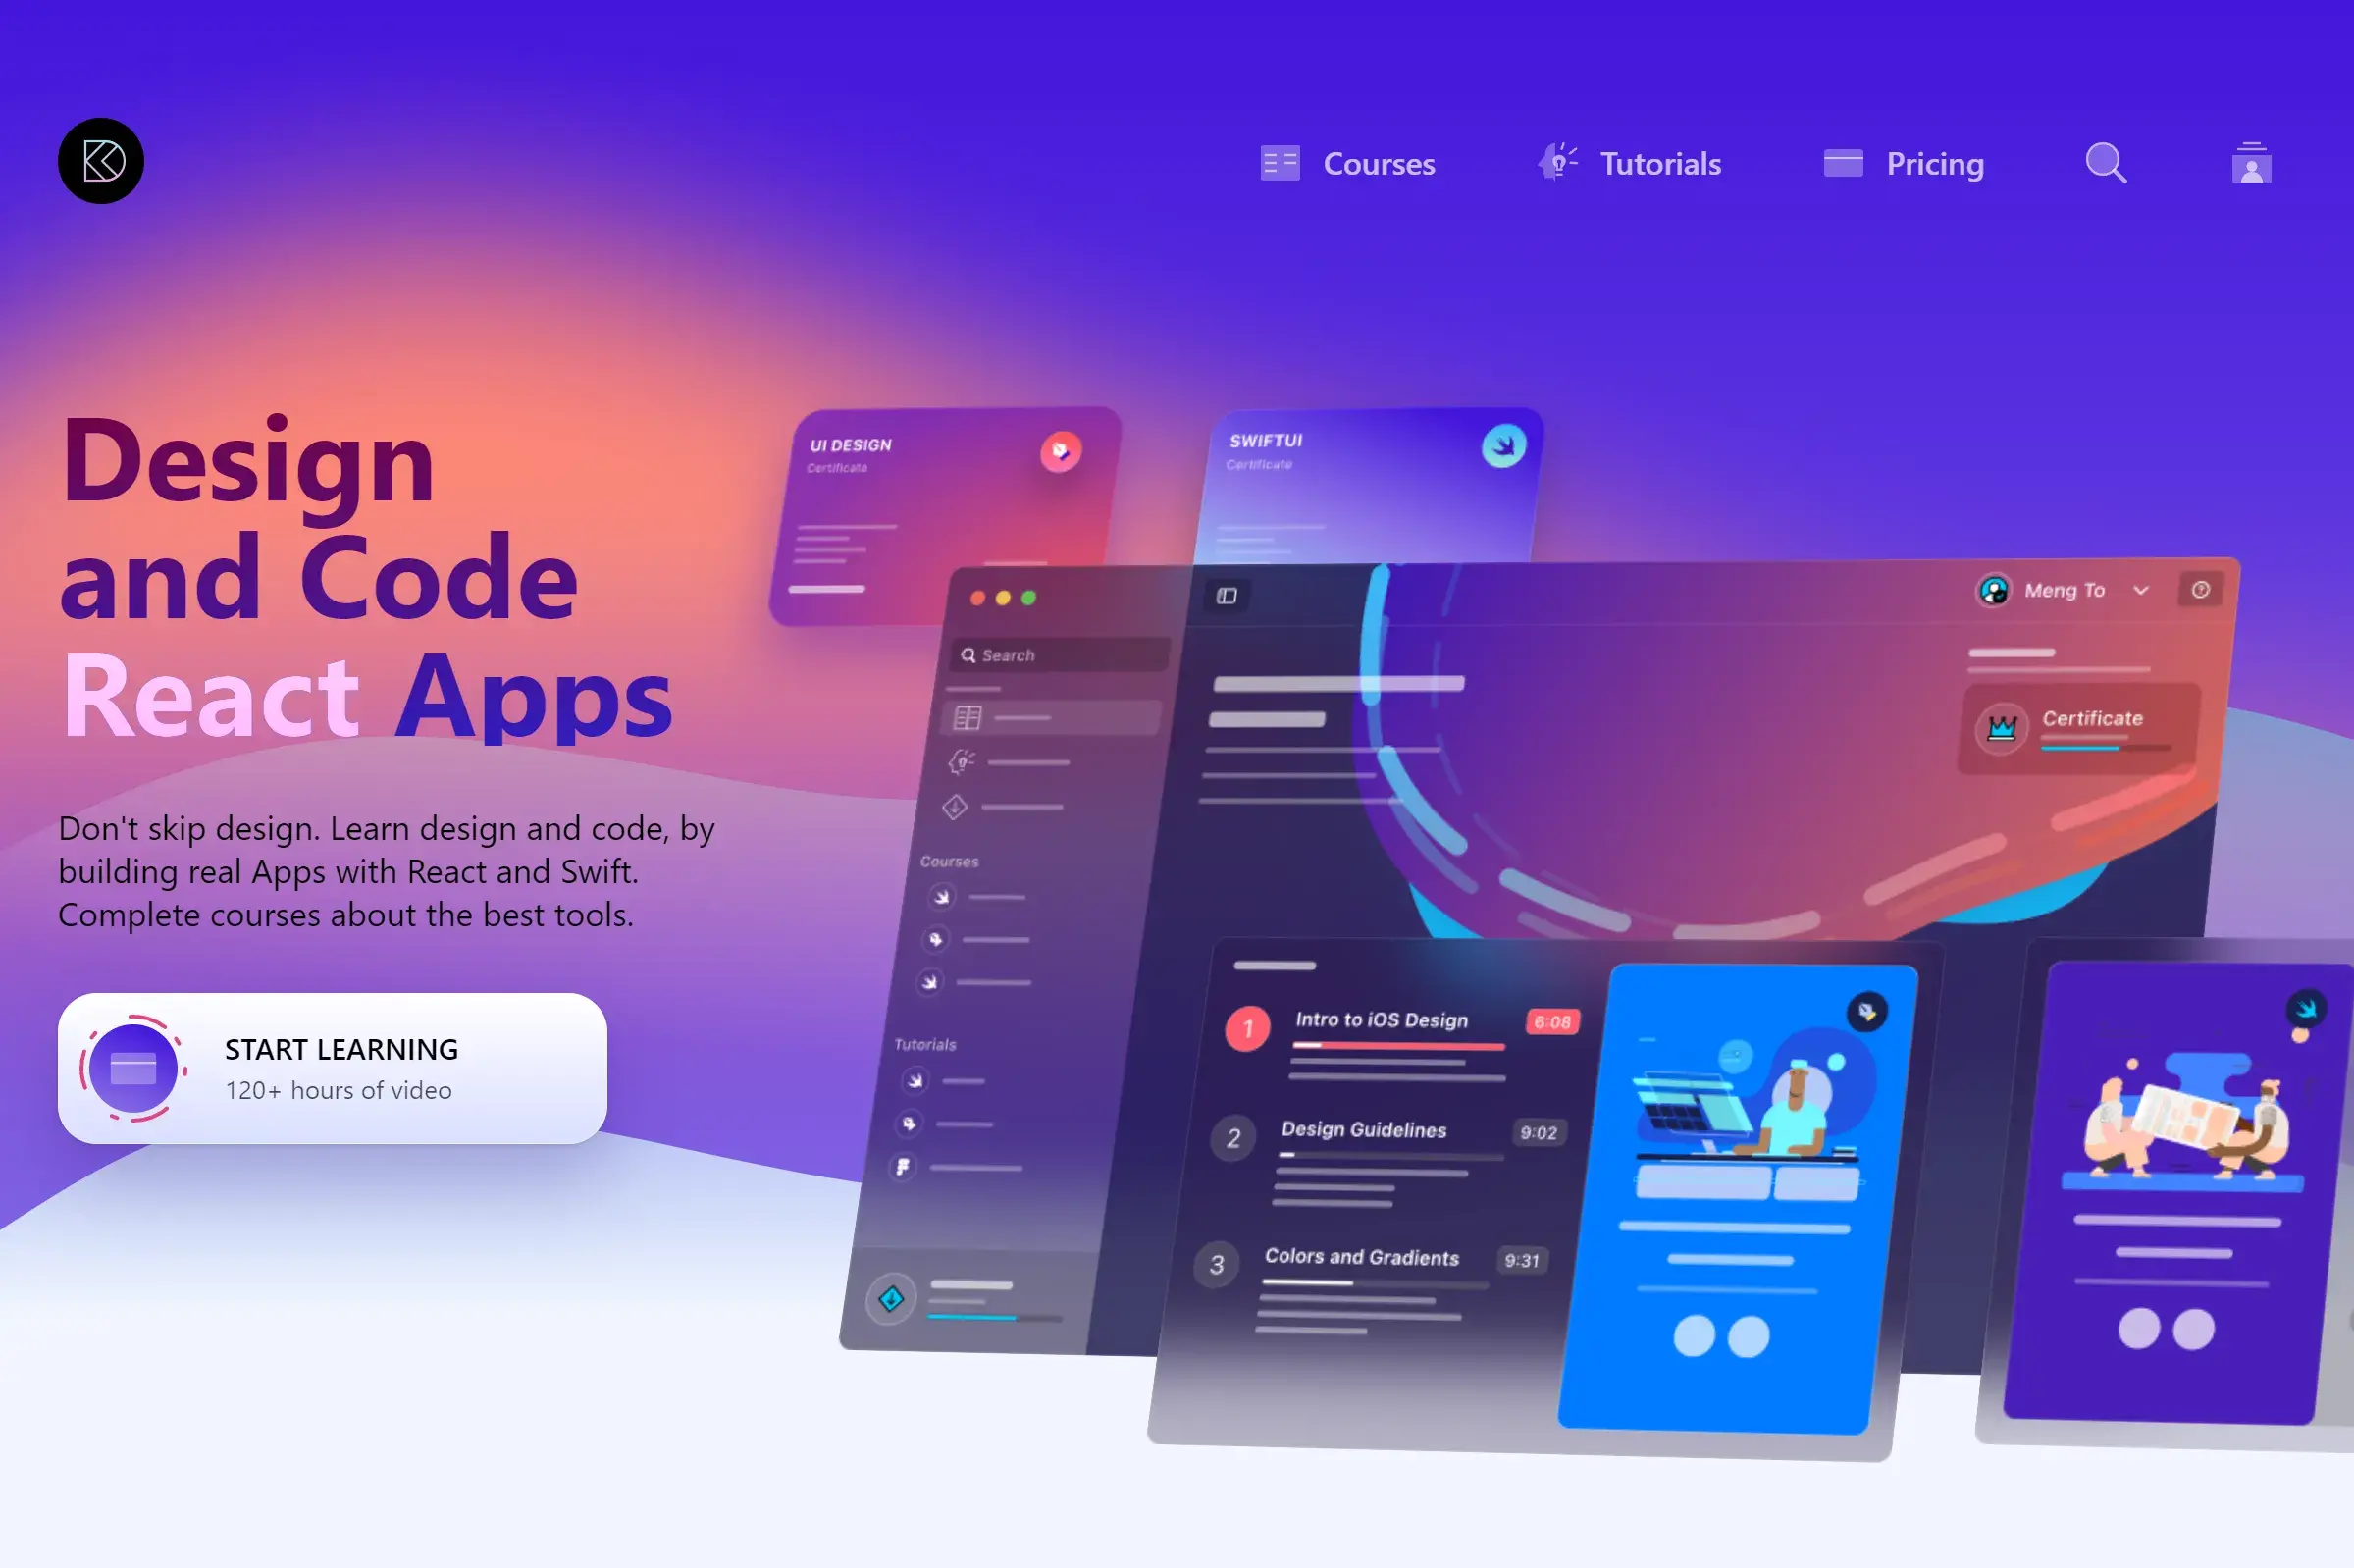 Courses
Tutorials
Pricing
Design
and Code
React Apps
Don't skip design. Learn design and code, by
building real Apps with React and Swift.
Complete courses about the best tools.
START LEARNING
120+ hours of video
UI DESIGN
Certificate
SWIFTUI
Certificate
Meng To
Search
Certificate
Courses
Tutorials
1
Intro to iOS Design
6:08
2
Design Guidelines
9:02
3
Colors and Gradients
9:31